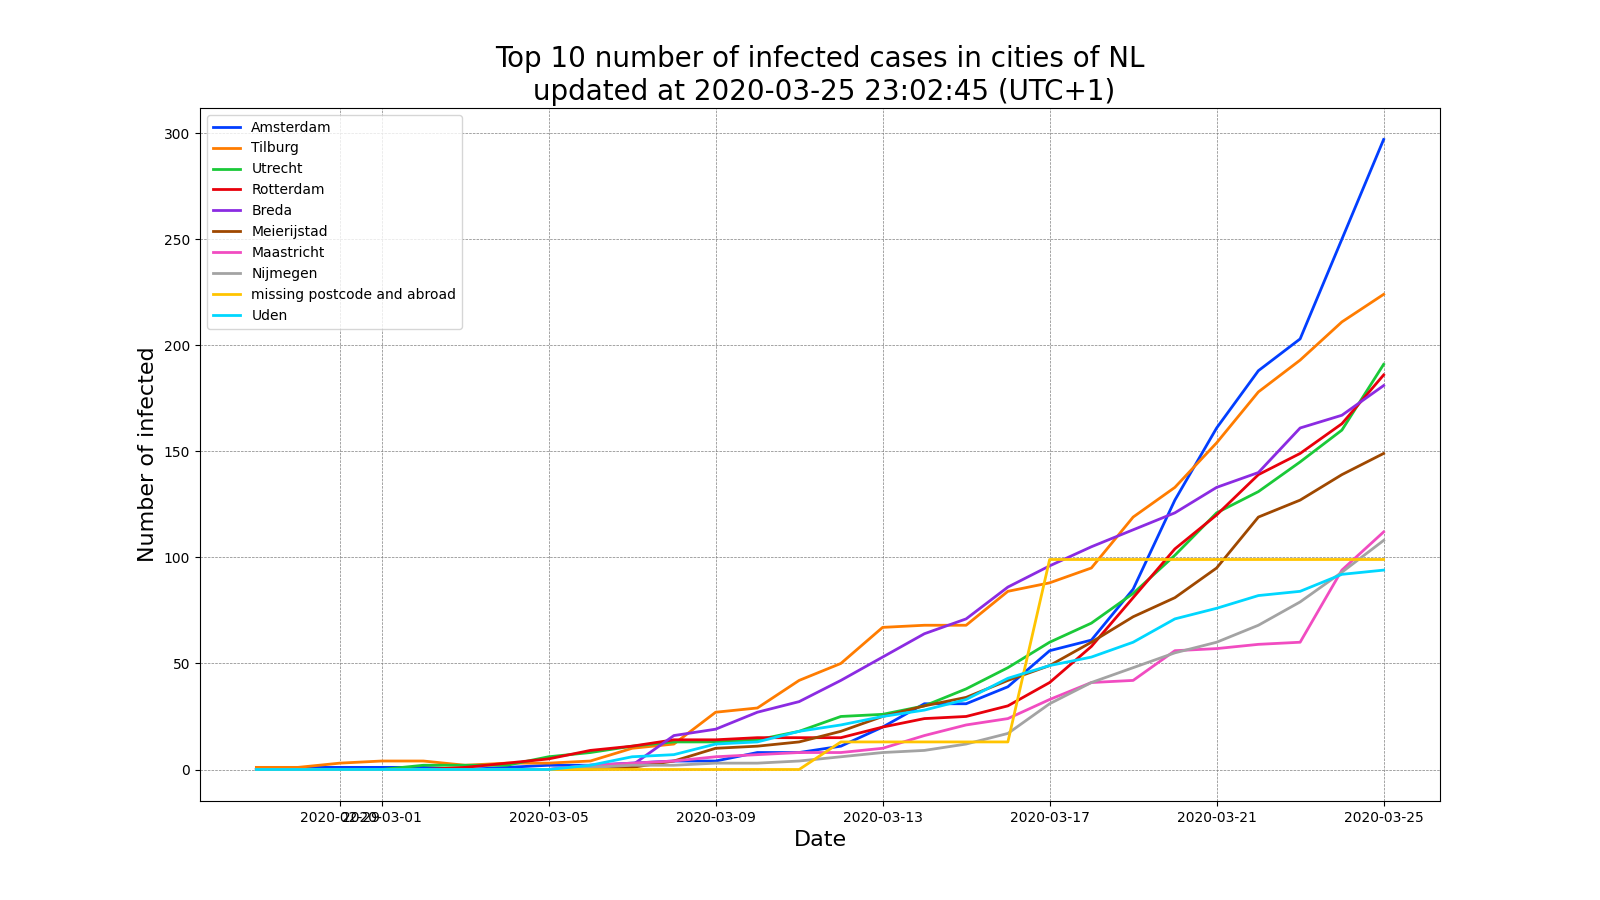 Top 10 number of infected cases in cities of NL
updated at 2020-03-25 23:02:45 (UTC+1)
Amsterdam
Tilburg
Utrecht
Rotterdam
Breda
Meierijstad
Maastricht
Nijmegen
missing postcode and abroad
Uden
Number of infected
300
250
200
150
100
50
0
2020-02-29
2020-03-01
2020-03-05
2020-03-09
2020-03-13
2020-03-17
2020-03-21
2020-03-25
Date